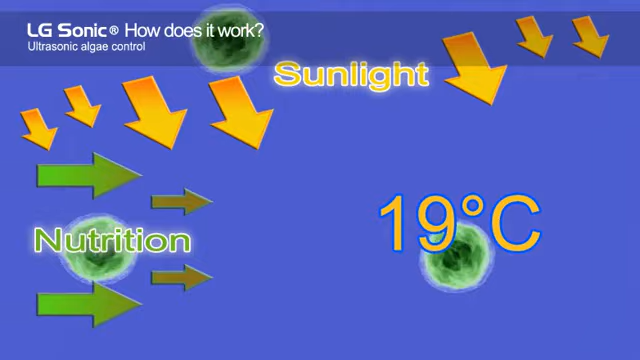 LG Sonic® How does it work?
Ultrasonic algae control
Sunlight
19°C
Nutrition